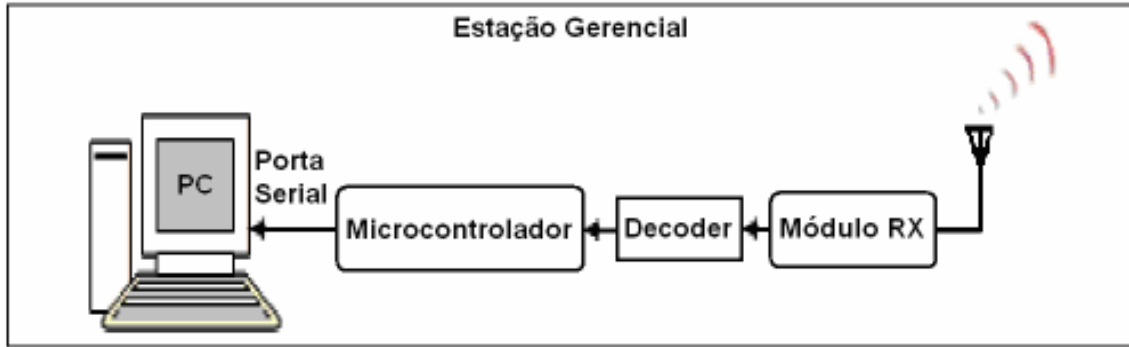 Estação Gerencial
PC
Porta
Serial
Microcontrolador
Decoder
Módulo RX